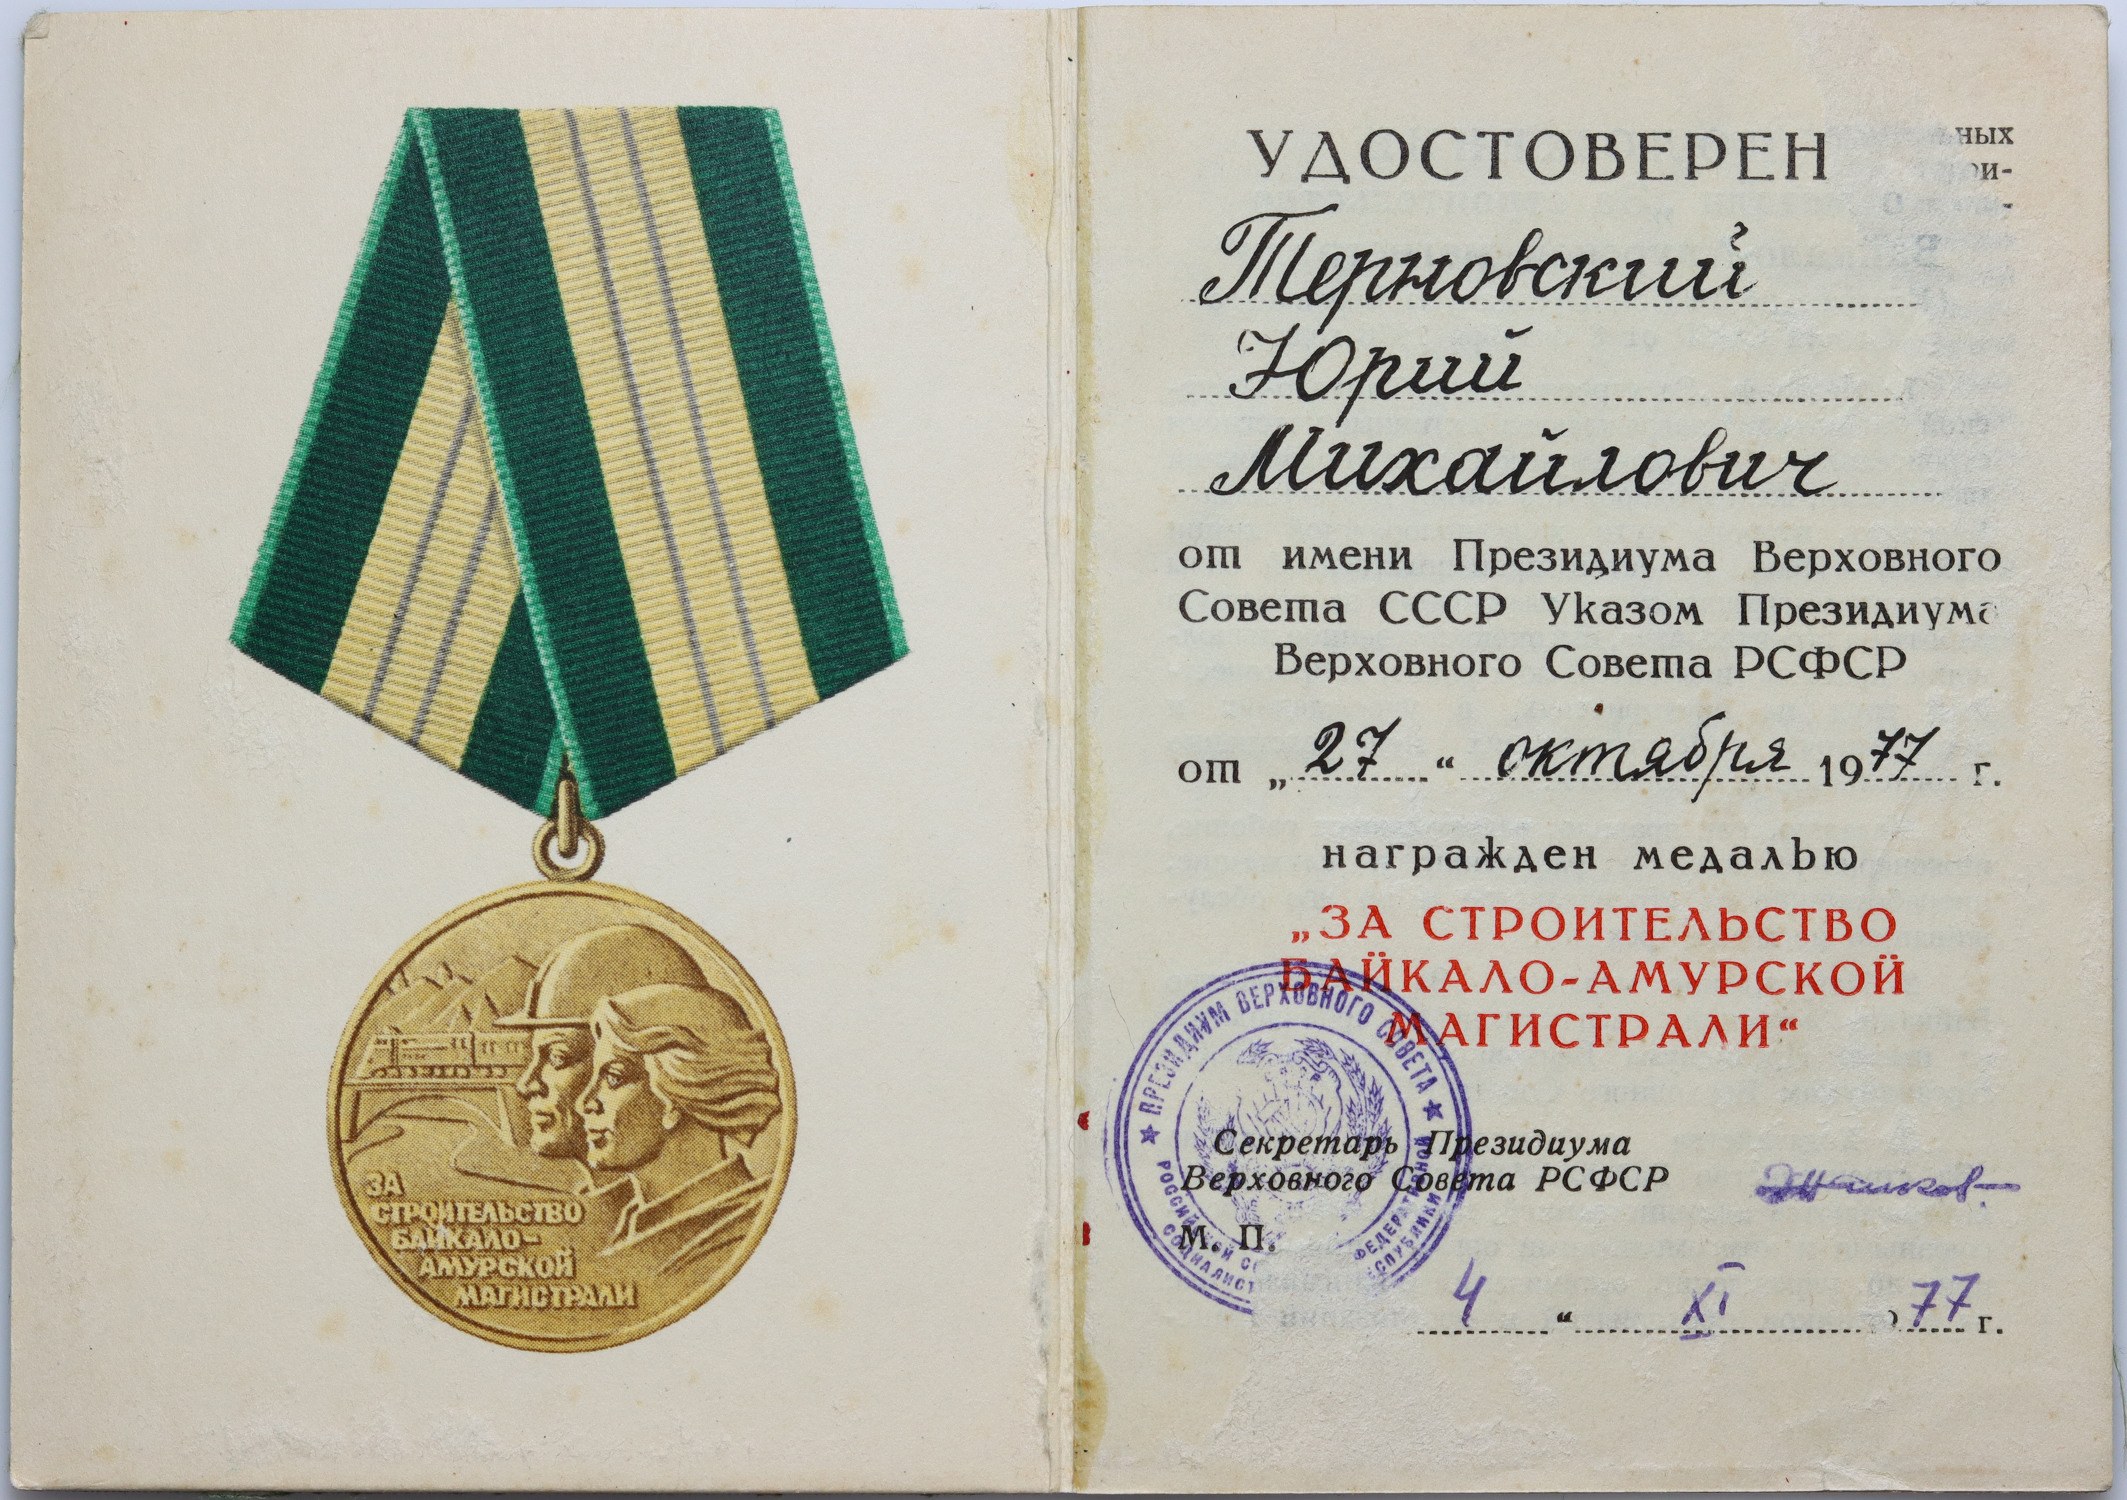 ЗА
СТРОИТЕЛЬСТВО
БАЙКАЛО-
АМУРСКОЙ
МАГИСТРАЛИ
УДОСТОВЕРЕН
Терновский
Юрий
Михайлович
от имени Президиума Верховного
Совета СССР Указом Президиума
Верховного Совета РСФСР
от „27“ октября 1977 г.
награжден медалью
„ЗА СТРОИТЕЛЬСТВО
БАЙКАЛО-АМУРСКОЙ
МАГИСТРАЛИ“
★ ПРЕЗИДИУМ ВЕРХОВНОГО СОВЕТА ★
Секретарь Президиума
Верховного Совета РСФСР
М. П.
4 “ XI 77 г.